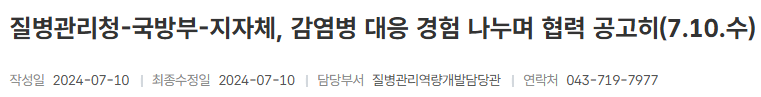 질병관리청-국방부-지자체, 감염병 대응 경험 나누며 협력 공고히(7.10.수)
작성일 2024-07-10 | 최종수정일 2024-07-10 | 담당부서 질병관리역량개발담당관 | 연락처 043-719-7977